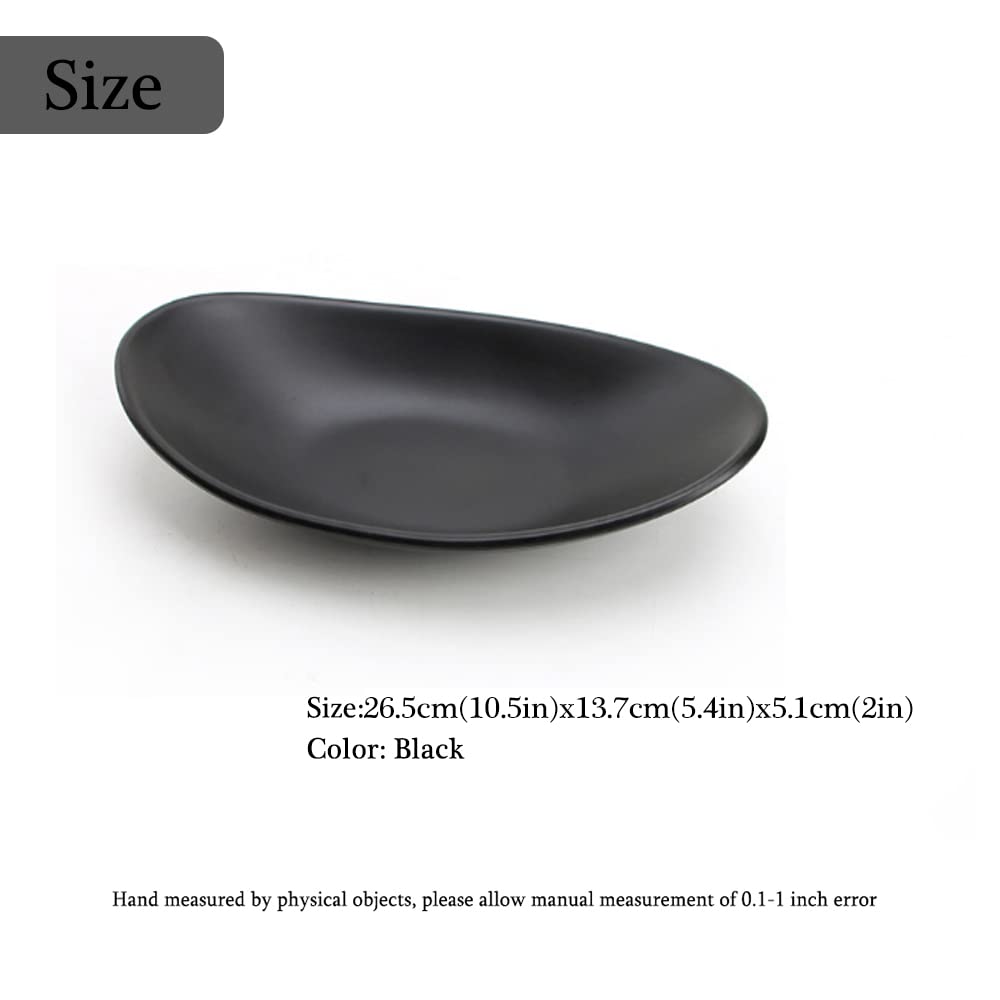 Size
Size:26.5cm(10.5in)x13.7cm(5.4in)x5.1cm(2in)
Color: Black
Hand measured by physical objects, please allow manual measurement of 0.1-1 inch error